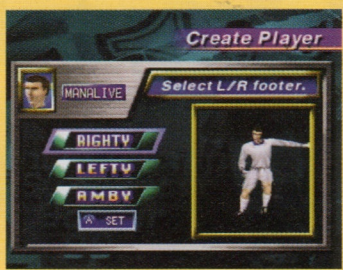 Create Player
MANALIVE
Select L/R footer.
RIGHTY
LEFTY
AMBY
A SET